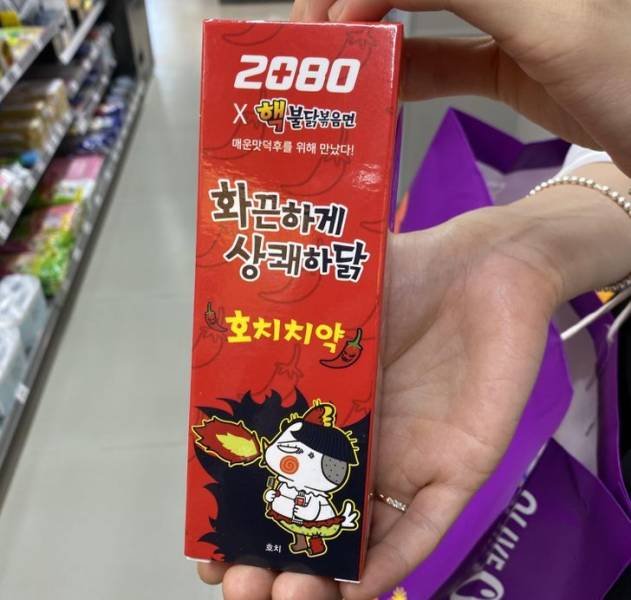 2080
X 핵불닭볶음면
매운맛덕후를 위해 만났다!
화끈하게
상쾌하닭
호치치약
호치
OLIVE